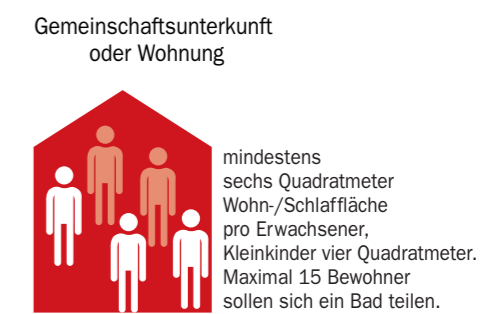 Gemeinschaftsunterkunft
oder Wohnung
mindestens
sechs Quadratmeter
Wohn-/Schlaffläche
pro Erwachsener,
Kleinkinder vier Quadratmeter.
Maximal 15 Bewohner
sollen sich ein Bad teilen.